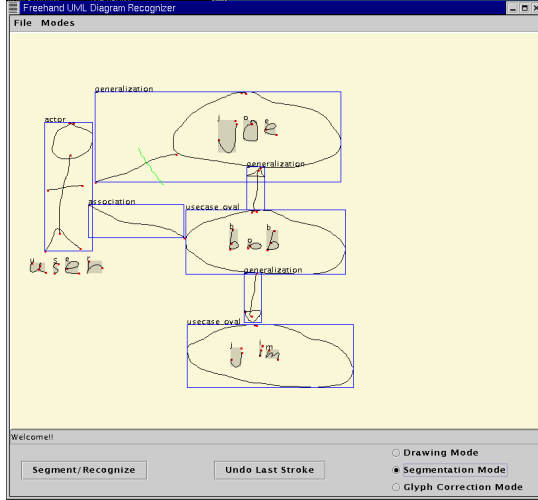 Freehand UML Diagram Recognizer
File Modes
generalization
actor
j o e
joe
generalization
association
usecase oval
b o b
bob
u s e r
user
generalization
usecase oval
j i m
jim
Welcome!!
Segment/Recognize
Undo Last Stroke
Drawing Mode
Segmentation Mode
Glyph Correction Mode